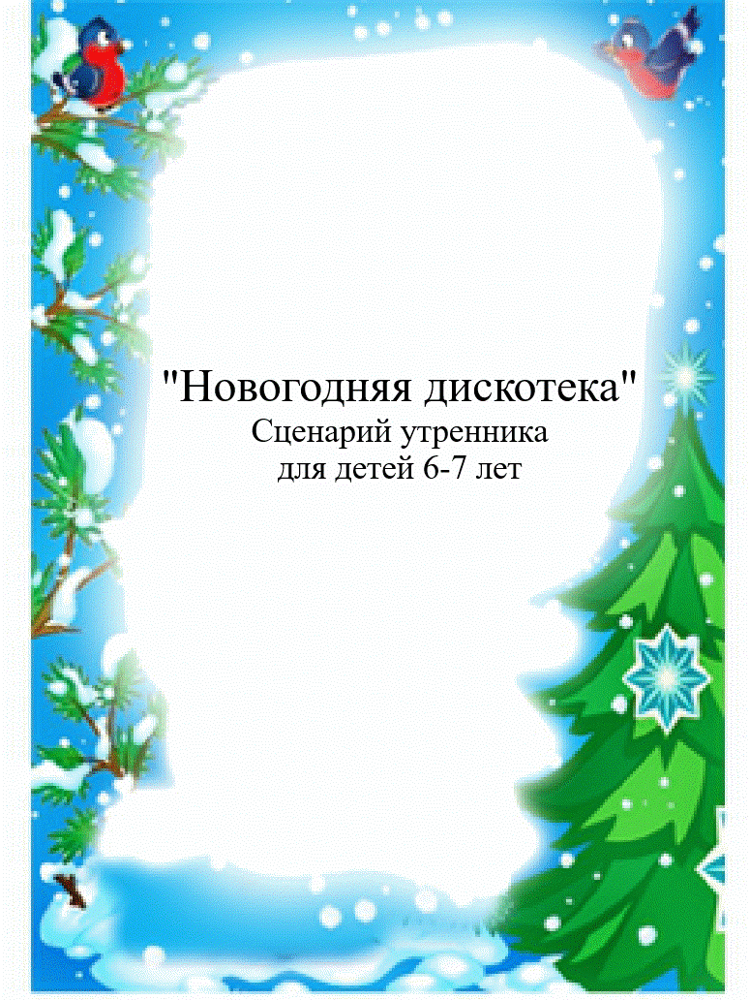 "Новогодняя дискотека"
Сценарий утренника
для детей 6-7 лет